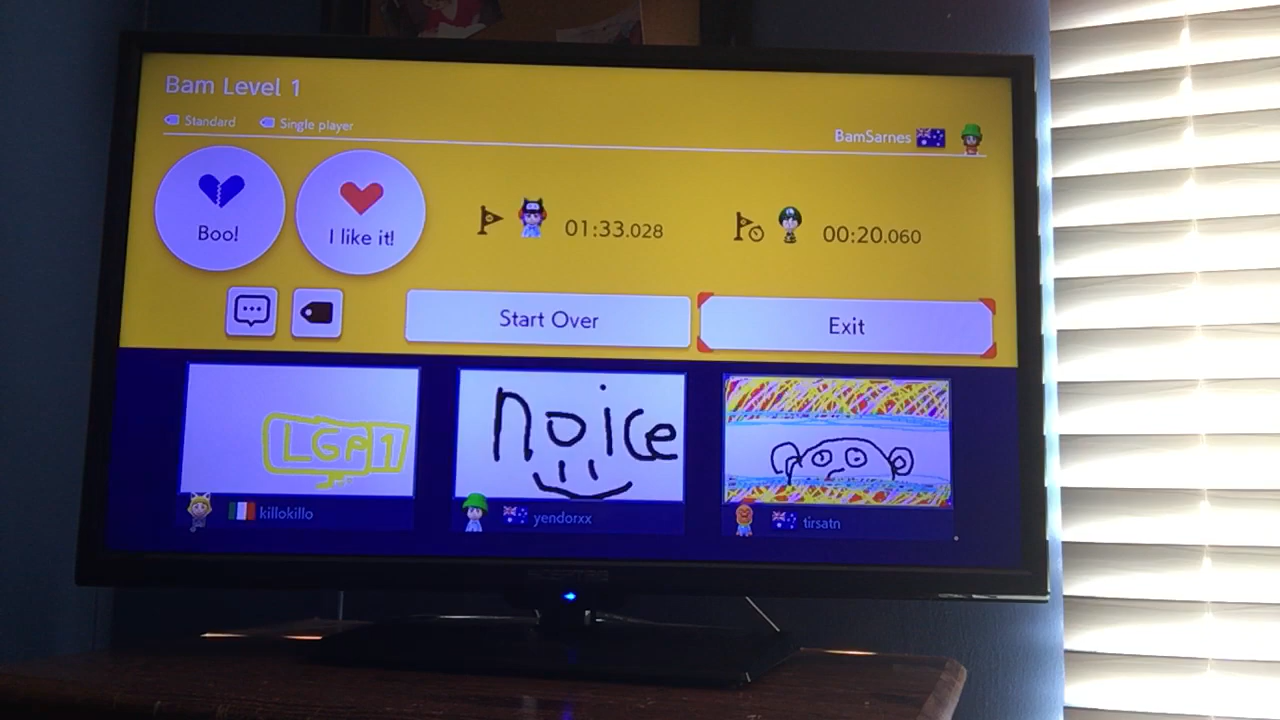 Bam Level 1
Standard Single player
BamSarnes
Boo!
I like it!
01:33.028
00:20.060
Start Over
Exit
noice
killokillo
yendorxx
tirsatn